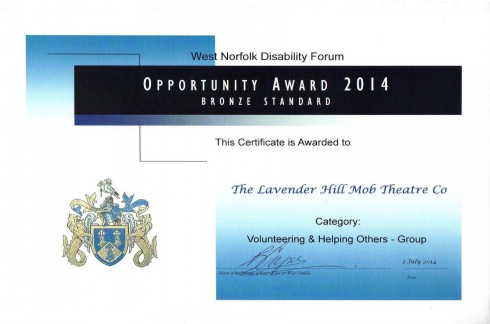 West Norfolk Disability Forum
OPPORTUNITY AWARD 2014
BRONZE STANDARD
This Certificate is Awarded to
The Lavender Hill Mob Theatre Co
Category:
Volunteering & Helping Others - Group
2 July 2014
Date